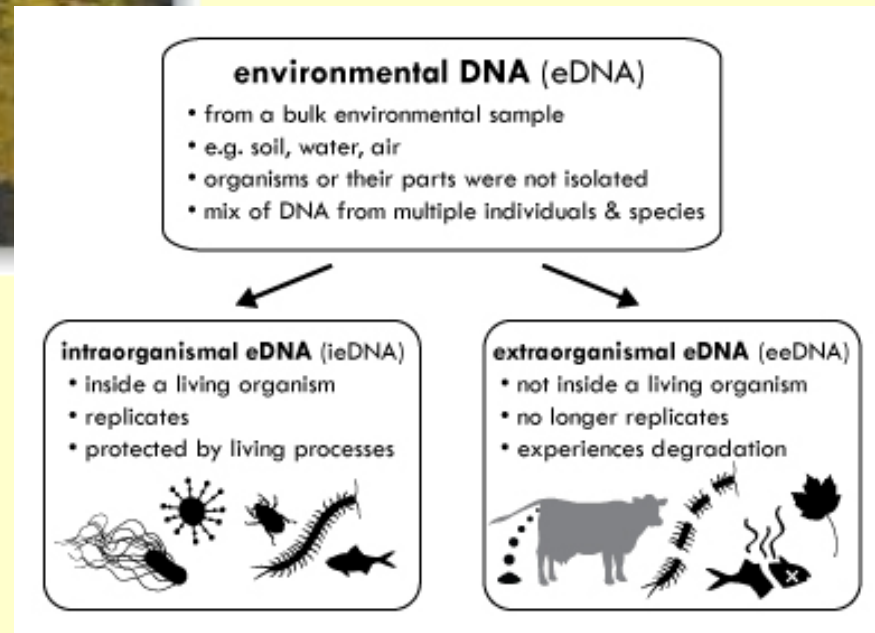 environmental DNA (eDNA)
• from a bulk environmental sample
• e.g. soil, water, air
• organisms or their parts were not isolated
• mix of DNA from multiple individuals & species
intraorganismal eDNA (ieDNA)
• inside a living organism
• replicates
• protected by living processes
extraorganismal eDNA (eeDNA)
• not inside a living organism
• no longer replicates
• experiences degradation